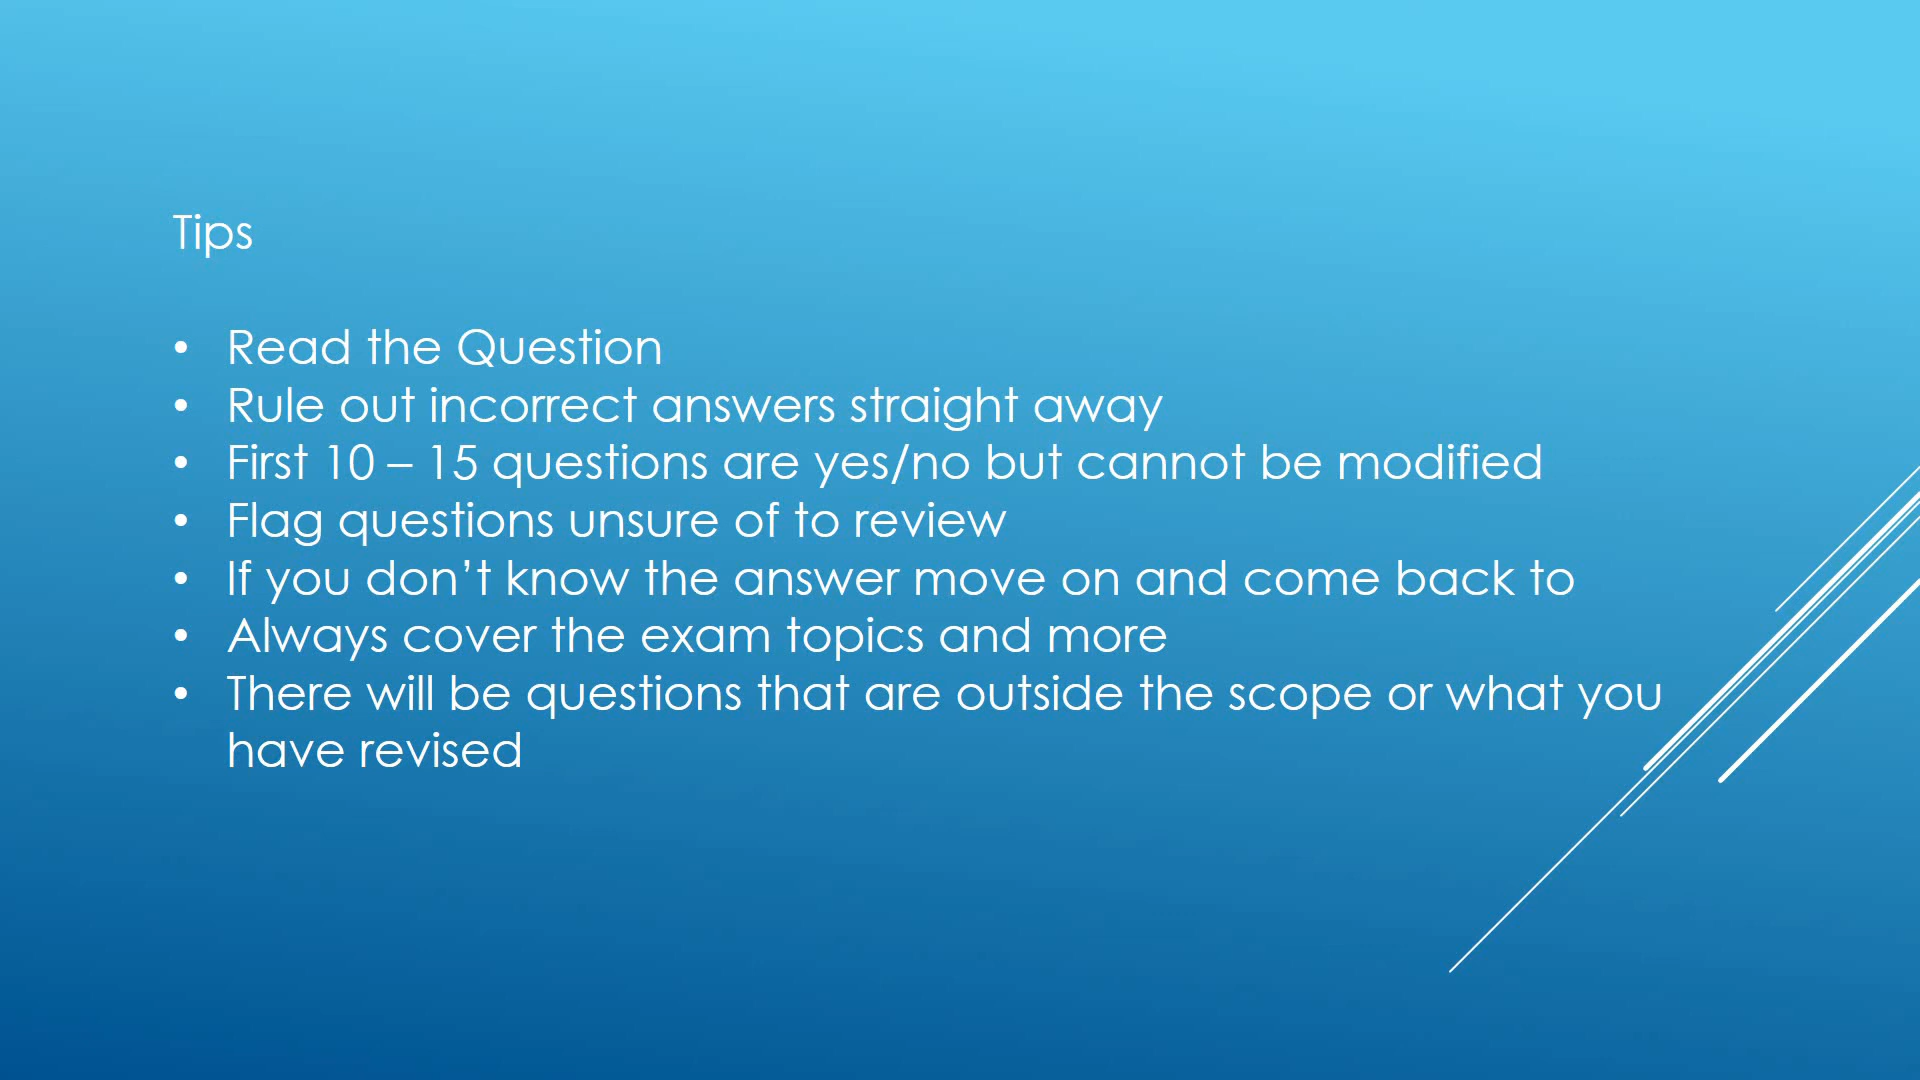 Tips
• Read the Question
• Rule out incorrect answers straight away
• First 10 – 15 questions are yes/no but cannot be modified
• Flag questions unsure of to review
• If you don’t know the answer move on and come back to
• Always cover the exam topics and more
• There will be questions that are outside the scope or what you
have revised